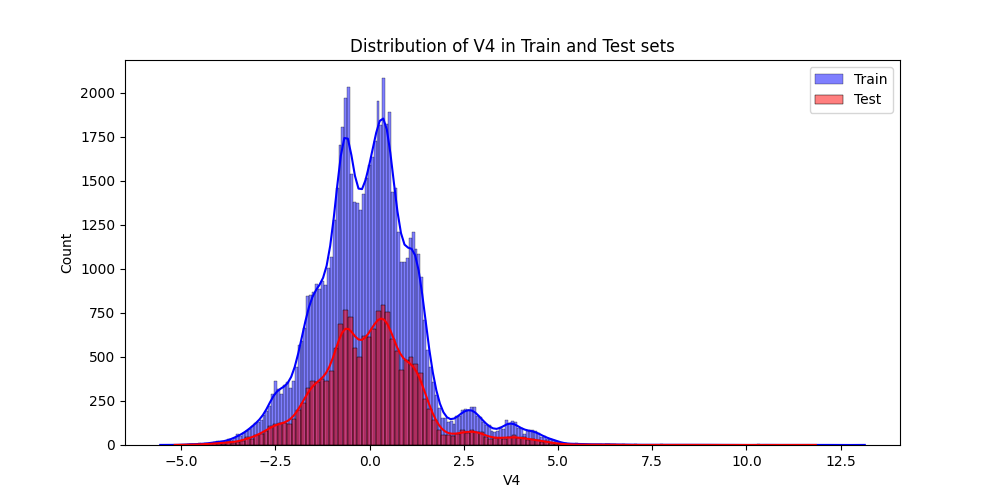 Distribution of V4 in Train and Test sets
Train
Test
Count
2000
1750
1500
1250
1000
750
500
250
0
−5.0 −2.5 0.0 2.5 5.0 7.5 10.0 12.5
V4